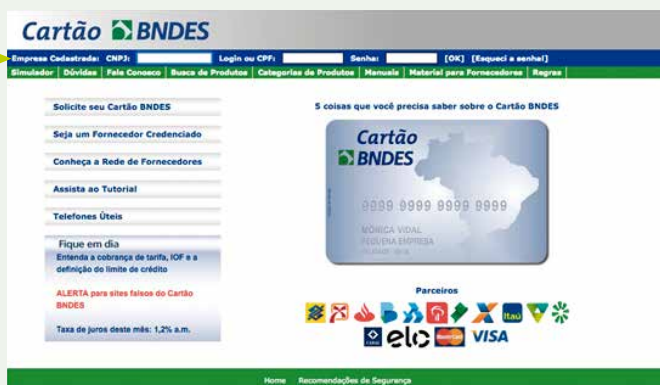 Cartão BNDES
Empresa Cadastrada: CNPJ: Login ou CPF: Senha: [OK] [Esqueci a senha!]
Simulador Dúvidas Fale Conosco Busca de Produtos Categorias de Produtos Manuais Material para Fornecedores Regras
Solicite seu Cartão BNDES
Seja um Fornecedor Credenciado
Conheça a Rede de Fornecedores
Assista ao Tutorial
Telefones Úteis
Fique em dia
Entenda a cobrança de tarifa, IOF e a
definição do limite de crédito
ALERTA para sites falsos do Cartão
BNDES
Taxa de juros deste mês: 1,2% a.m.
5 coisas que você precisa saber sobre o Cartão BNDES
Cartão
BNDES
9999 9999 9999 9999
MÔNICA VIDAL
PEQUENA EMPRESA
Parceiros
Itaú
elo MasterCard VISA
Home Recomendações de Segurança